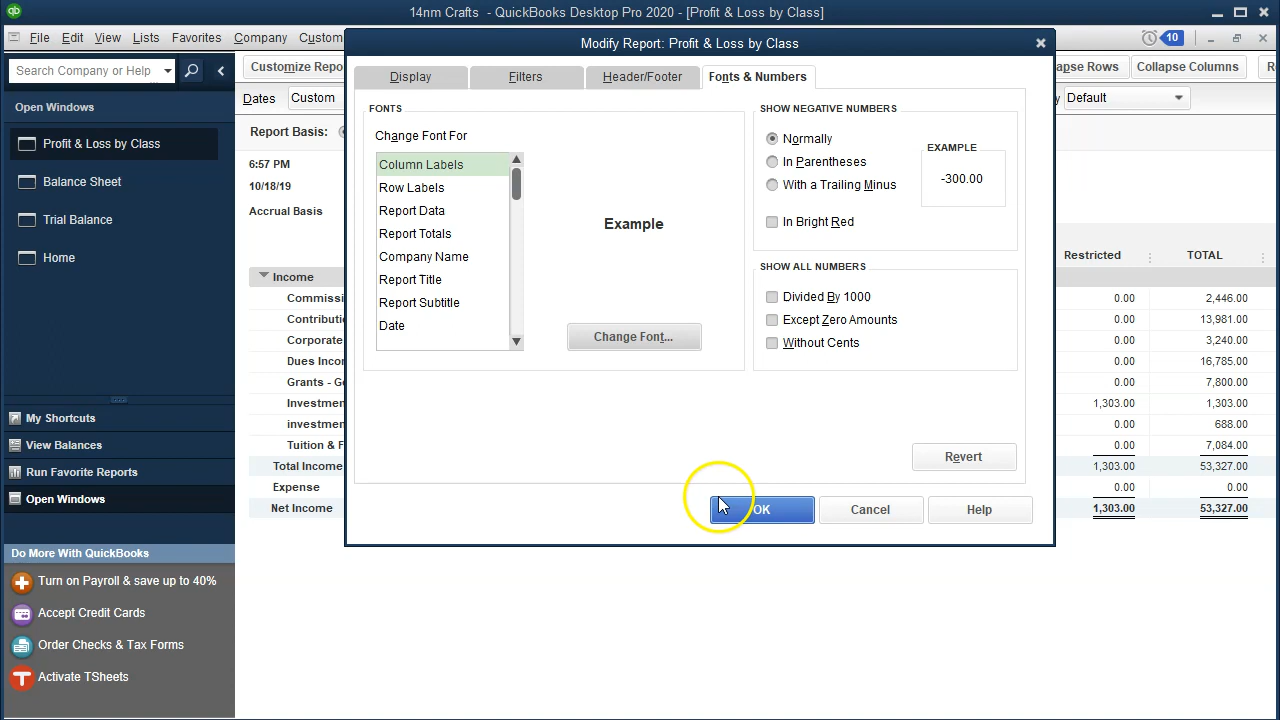 14nm Crafts - QuickBooks Desktop Pro 2020 - [Profit & Loss by Class]
File Edit View Lists Favorites Company Custom
10
Search Company or Help
Open Windows
Profit & Loss by Class
Balance Sheet
Trial Balance
Home
My Shortcuts
View Balances
Run Favorite Reports
Open Windows
Do More With QuickBooks
Turn on Payroll & save up to 40%
Accept Credit Cards
Order Checks & Tax Forms
Activate TSheets
Customize Repo
apse Rows
Collapse Columns
R
Dates
Custom
y
Default
Report Basis:
6:57 PM
10/18/19
Accrual Basis
Restricted TOTAL
Income
Commissi 0.00 2,446.00
Contributi 0.00 13,981.00
Corporate 0.00 3,240.00
Dues Inco 0.00 16,785.00
Grants - G 0.00 7,800.00
Investmen 1,303.00 1,303.00
investmen 0.00 688.00
Tuition & F 0.00 7,084.00
Total Income 1,303.00 53,327.00
Expense 0.00 0.00
Net Income 1,303.00 53,327.00
Modify Report: Profit & Loss by Class
Display
Filters
Header/Footer
Fonts & Numbers
FONTS
Change Font For
Column Labels
Row Labels
Report Data
Report Totals
Company Name
Report Title
Report Subtitle
Date
Example
Change Font...
SHOW NEGATIVE NUMBERS
Normally
In Parentheses
With a Trailing Minus
In Bright Red
EXAMPLE
-300.00
SHOW ALL NUMBERS
Divided By 1000
Except Zero Amounts
Without Cents
Revert
OK
Cancel
Help